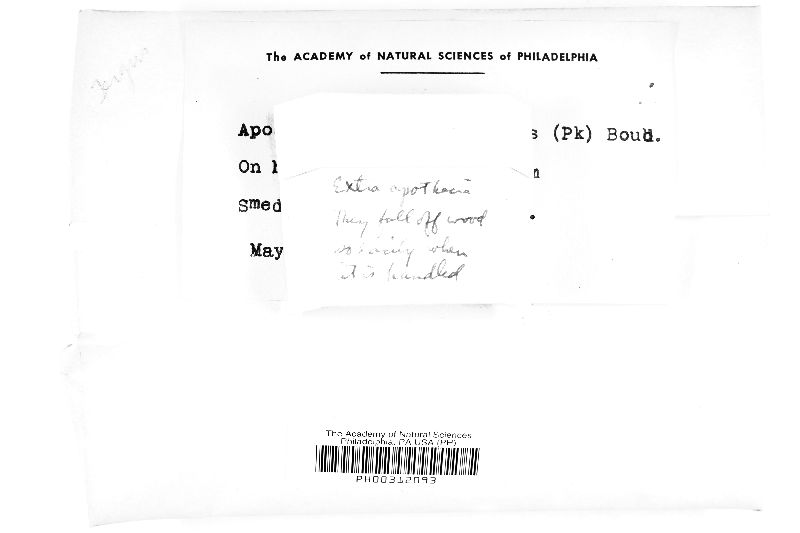 The ACADEMY of NATURAL SCIENCES of PHILADELPHIA
Apo s (Pk) Boud.
On
Smed
May
Extra apothecia
they fall off wood
so easily when
it is handled
The Academy of Natural Sciences
Philadelphia, PA USA (PH)
PH00312093